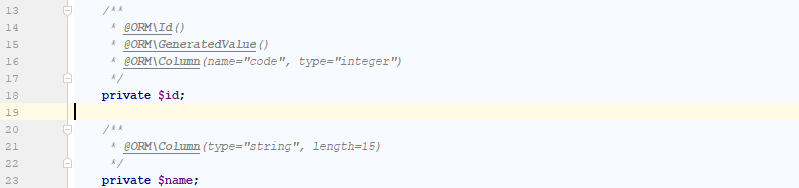 13 /**
14 * @ORM\Id()
15 * @ORM\GeneratedValue()
16 * @ORM\Column(name="code", type="integer")
17 */
18 private $id;
19
20 /**
21 * @ORM\Column(type="string", length=15)
22 */
23 private $name;